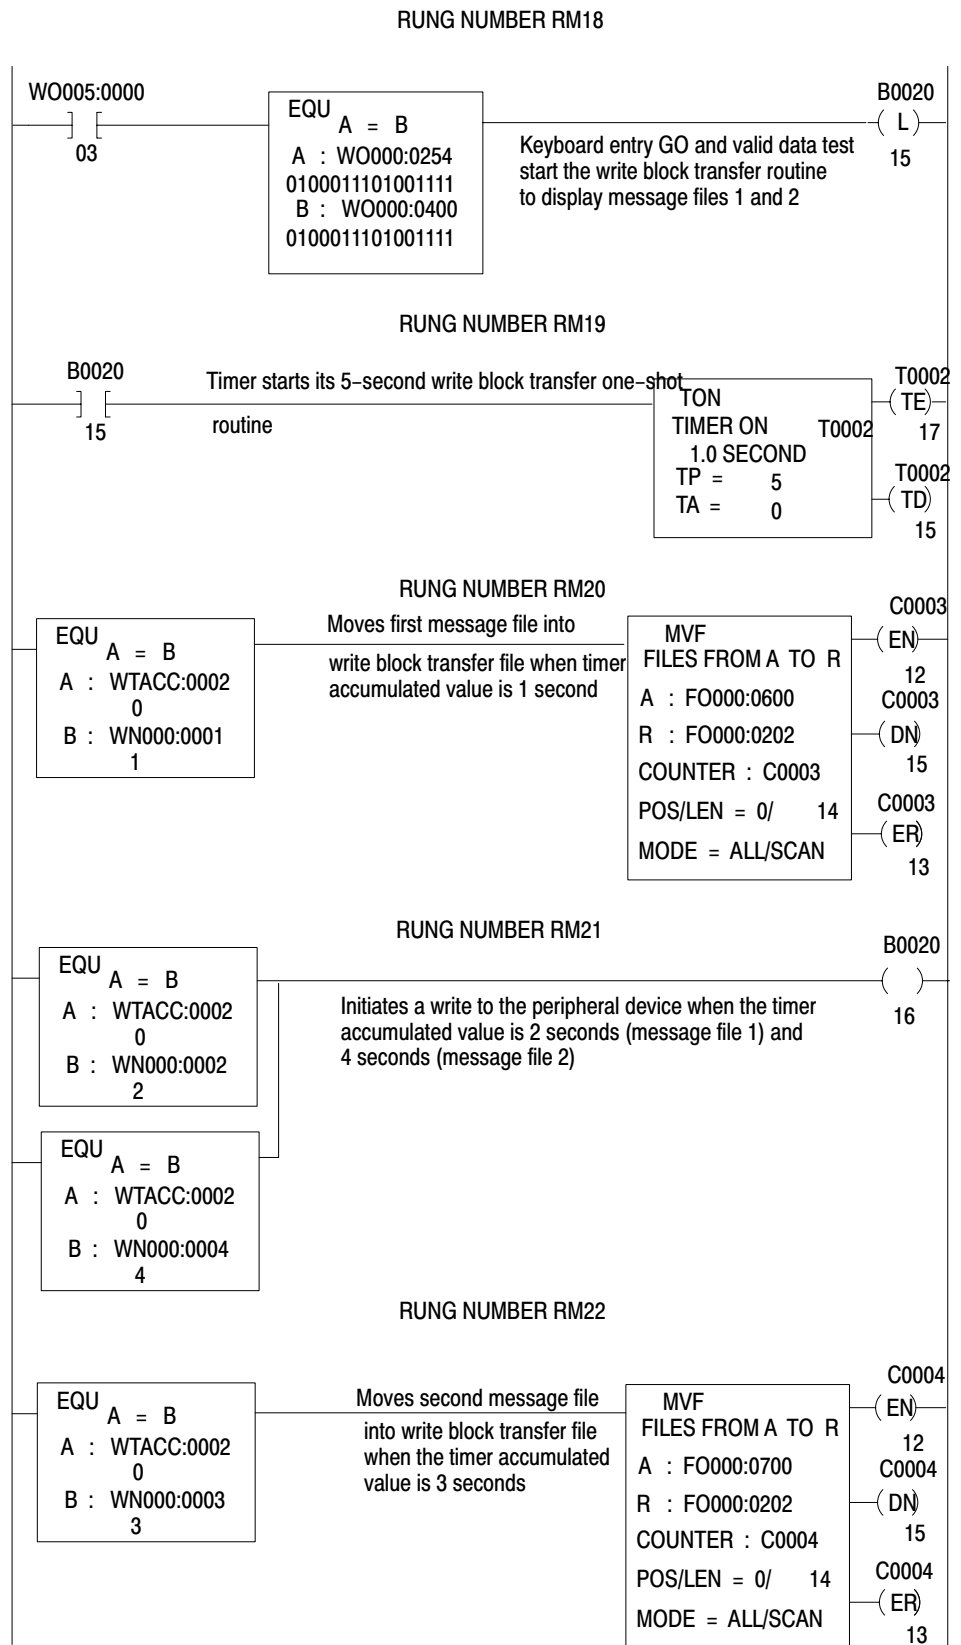 RUNG NUMBER RM18
WO005:0000
03
EQU
A = B
A : WO000:0254
0100011101001111
B : WO000:0400
0100011101001111
Keyboard entry GO and valid data test
start the write block transfer routine
to display message files 1 and 2
B0020
L
15
RUNG NUMBER RM19
B0020
15
Timer starts its 5–second write block transfer one–shot
routine
TON
TIMER ON T0002
1.0 SECOND
TP = 5
TA = 0
T0002
TE
17
T0002
TD
15
RUNG NUMBER RM20
EQU
A = B
A : WTACC:0002
0
B : WN000:0001
1
Moves first message file into
write block transfer file when timer
accumulated value is 1 second
MVF
FILES FROM A TO R
A : FO000:0600
R : FO000:0202
COUNTER : C0003
POS/LEN = 0/ 14
MODE = ALL/SCAN
C0003
EN
12
C0003
DN
15
C0003
ER
13
RUNG NUMBER RM21
EQU
A = B
A : WTACC:0002
0
B : WN000:0002
2
EQU
A = B
A : WTACC:0002
0
B : WN000:0004
4
Initiates a write to the peripheral device when the timer
accumulated value is 2 seconds (message file 1) and
4 seconds (message file 2)
B0020
16
RUNG NUMBER RM22
EQU
A = B
A : WTACC:0002
0
B : WN000:0003
3
Moves second message file
into write block transfer file
when the timer accumulated
value is 3 seconds
MVF
FILES FROM A TO R
A : FO000:0700
R : FO000:0202
COUNTER : C0004
POS/LEN = 0/ 14
MODE = ALL/SCAN
C0004
EN
12
C0004
DN
15
C0004
ER
13